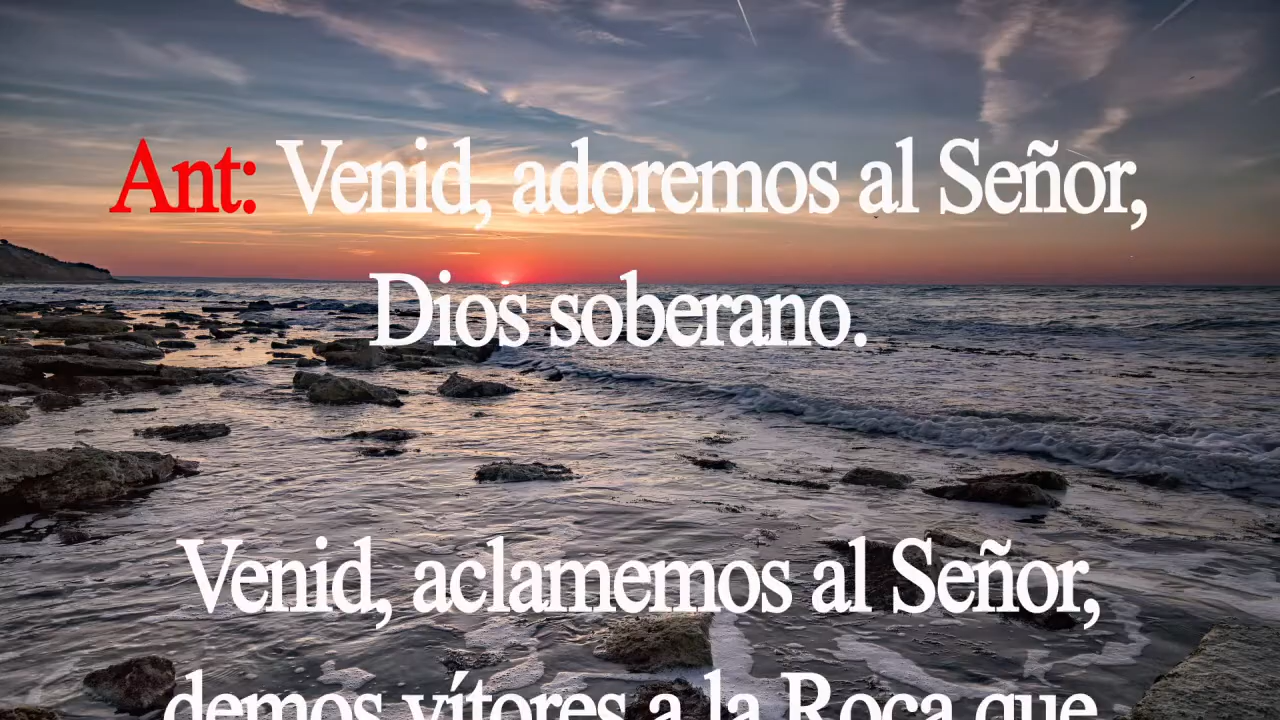 Ant: Venid, adoremos al Señor,
Dios soberano.
Venid, aclamemos al Señor,
demos vítores a la Roca que